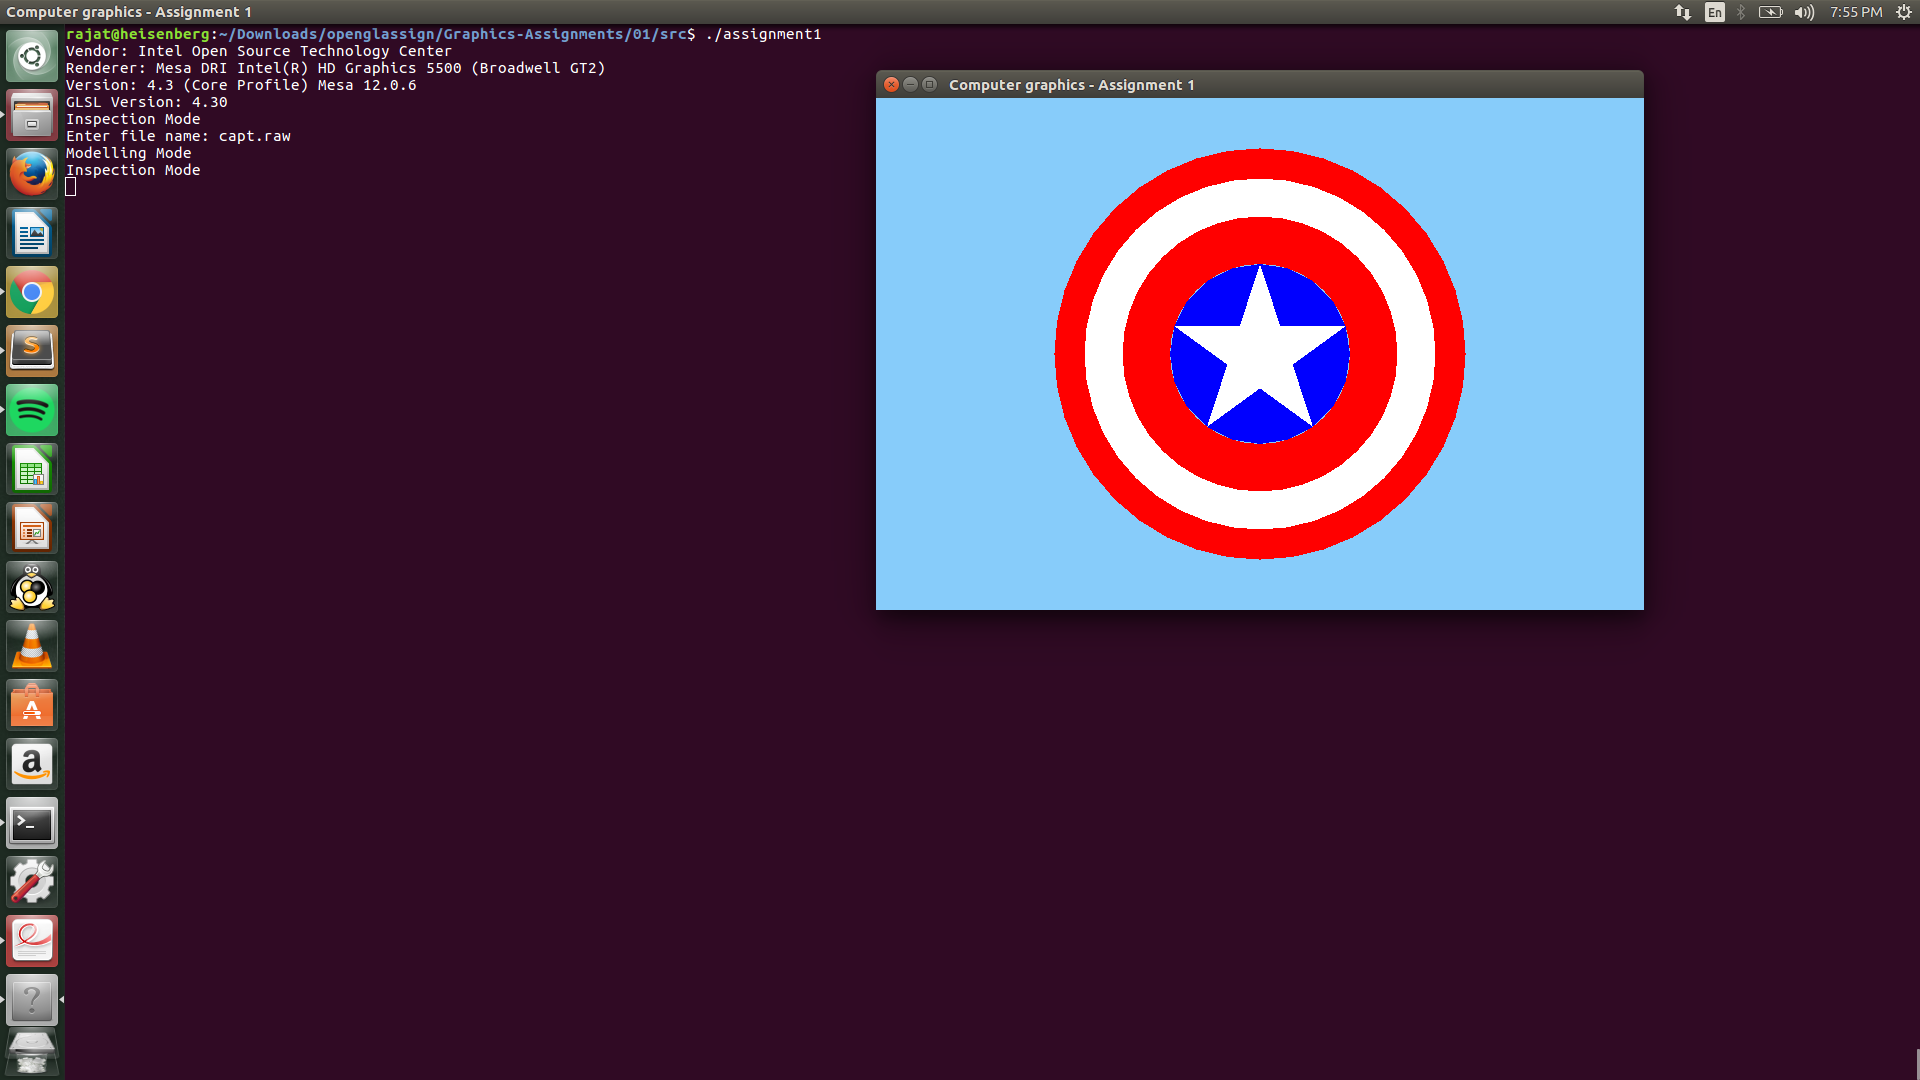 Computer graphics - Assignment 1
En
7:55 PM
rajat@heisenberg:~/Downloads/openglassign/Graphics-Assignments/01/src$ ./assignment1
Vendor: Intel Open Source Technology Center
Renderer: Mesa DRI Intel(R) HD Graphics 5500 (Broadwell GT2)
Version: 4.3 (Core Profile) Mesa 12.0.6
GLSL Version: 4.30
Inspection Mode
Enter file name: capt.raw
Modelling Mode
Inspection Mode
Computer graphics - Assignment 1